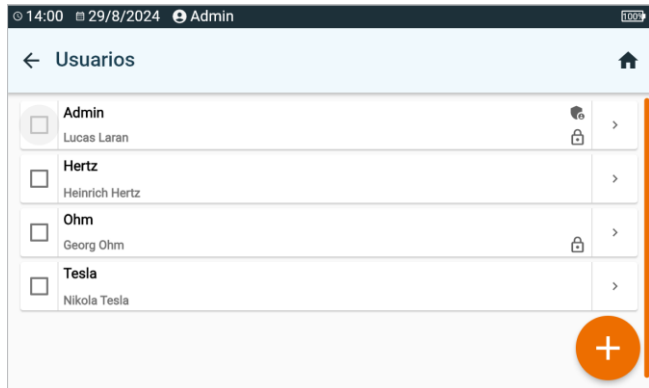 14:00 29/8/2024 Admin 100%
Usuarios
Admin
Lucas Laran
Hertz
Heinrich Hertz
Ohm
Georg Ohm
Tesla
Nikola Tesla